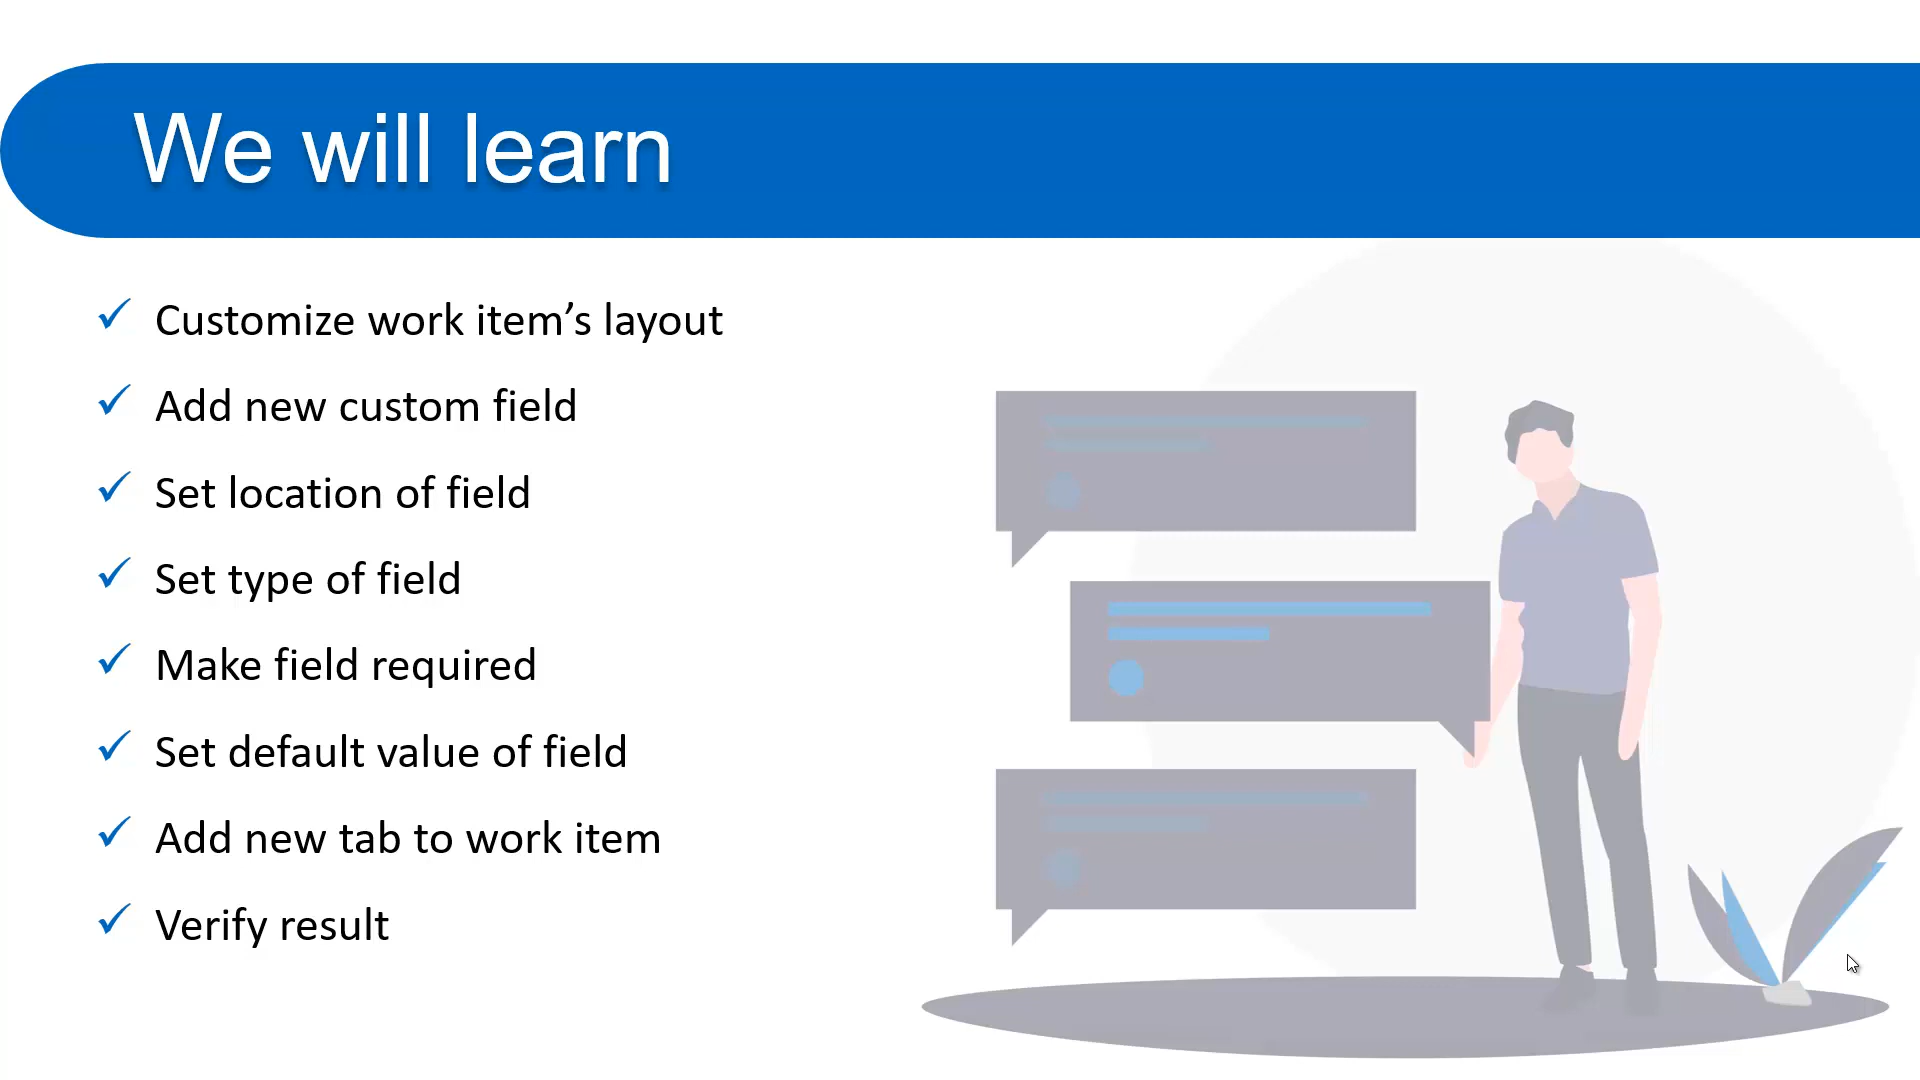 We will learn
Customize work item’s layout
Add new custom field
Set location of field
Set type of field
Make field required
Set default value of field
Add new tab to work item
Verify result